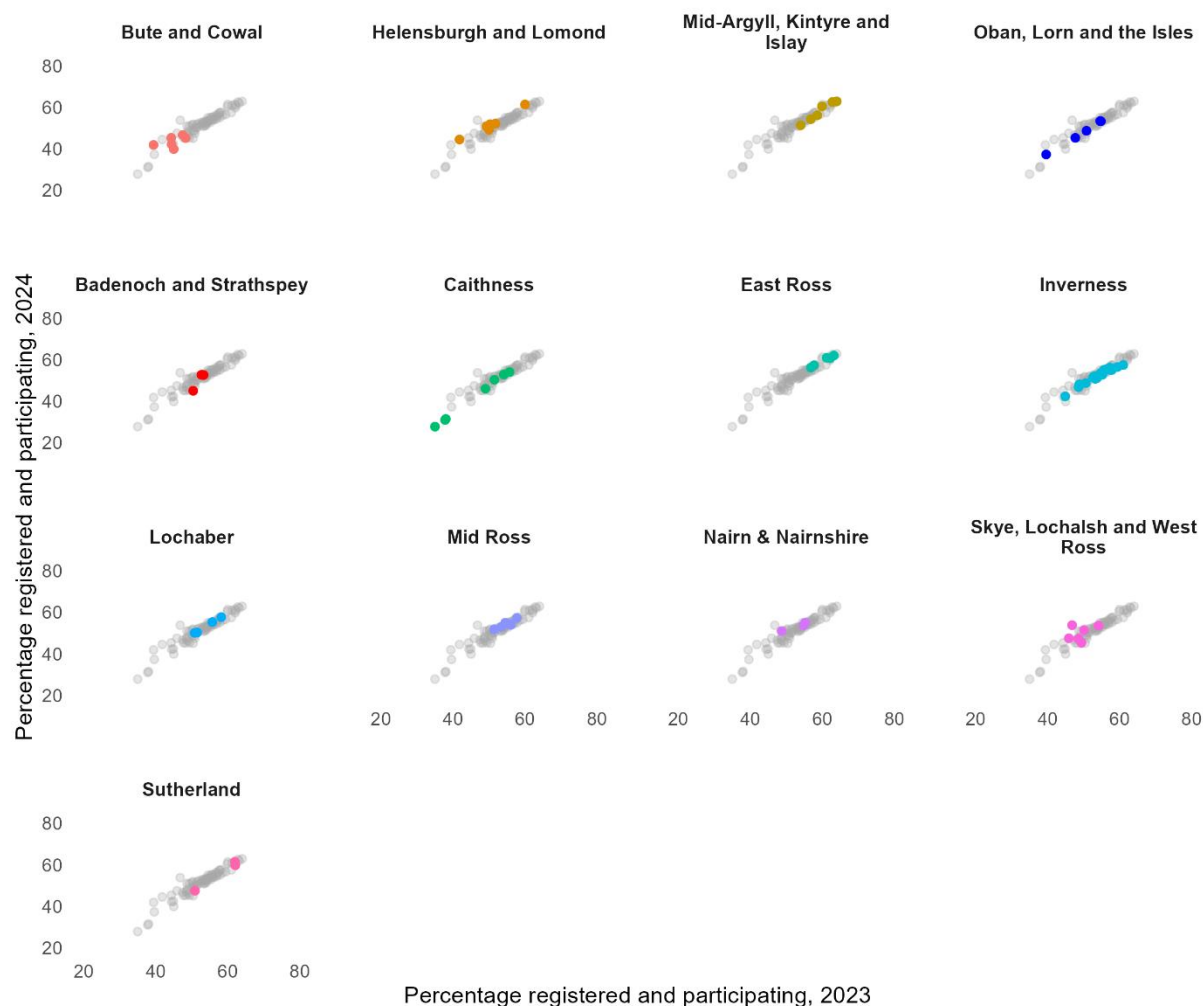 Bute and Cowal
Helensburgh and Lomond
Mid-Argyll, Kintyre and
Islay
Oban, Lorn and the Isles
80
60
40
20
Badenoch and Strathspey
Caithness
East Ross
Inverness
80
60
40
20
Percentage registered and participating, 2024
Lochaber
Mid Ross
Nairn & Nairnshire
Skye, Lochalsh and West
Ross
80
60
40
20
20 40 60 80
20 40 60 80
20 40 60 80
Sutherland
80
60
40
20
20 40 60 80
Percentage registered and participating, 2023